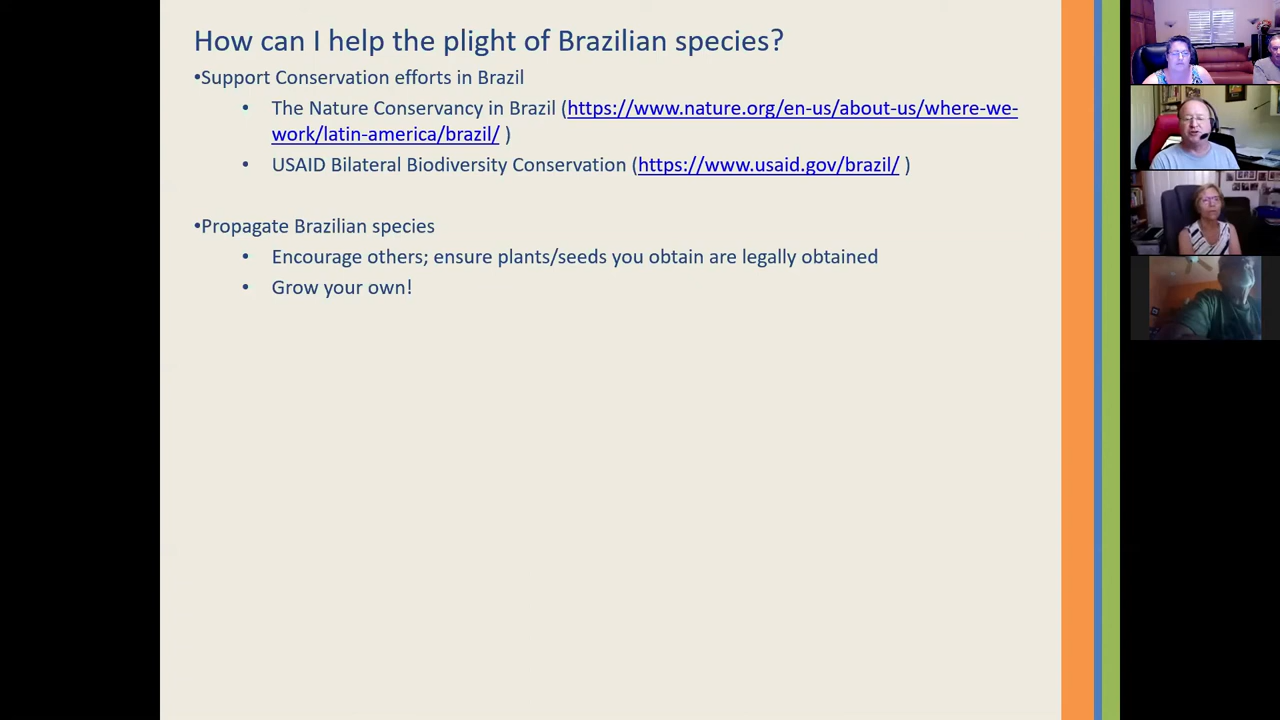 How can I help the plight of Brazilian species?
•Support Conservation efforts in Brazil
• The Nature Conservancy in Brazil (https://www.nature.org/en-us/about-us/where-we-
work/latin-america/brazil/ )
• USAID Bilateral Biodiversity Conservation (https://www.usaid.gov/brazil/ )
•Propagate Brazilian species
• Encourage others; ensure plants/seeds you obtain are legally obtained
• Grow your own!